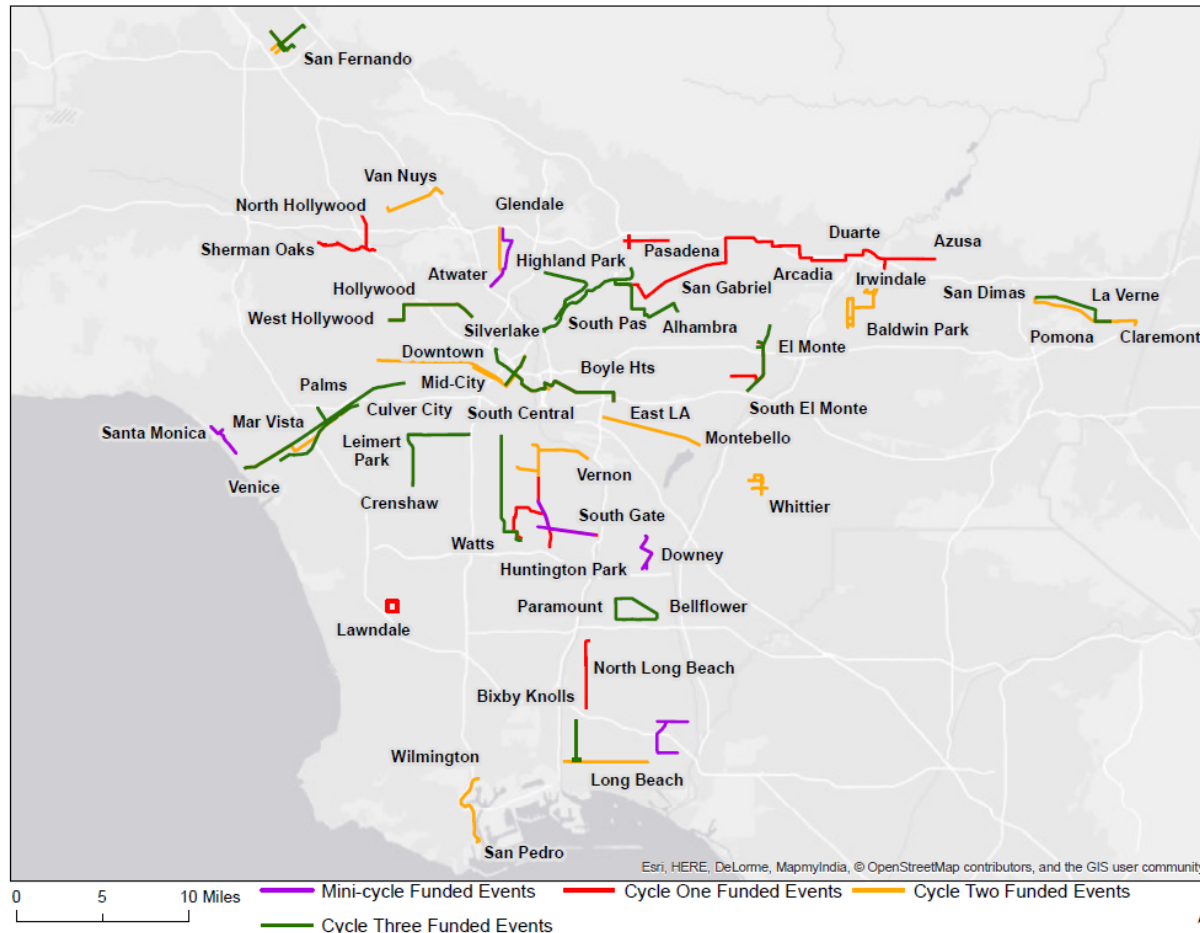 San Fernando
Van Nuys
North Hollywood
Glendale
Sherman Oaks
Duarte
Azusa
Pasadena
Highland Park
Atwater
Arcadia
Irwindale
Hollywood
San Gabriel
San Dimas
La Verne
West Hollywood
Silverlake
South Pas
Alhambra
Baldwin Park
Pomona
Claremont
El Monte
Downtown
Boyle Hts
Palms
Mid-City
South El Monte
Mar Vista
Culver City
South Central
East LA
Santa Monica
Leimert
Park
Montebello
Venice
Vernon
Crenshaw
Whittier
South Gate
Watts
Downey
Huntington Park
Paramount
Bellflower
Lawndale
North Long Beach
Bixby Knolls
Wilmington
Long Beach
San Pedro
Esri, HERE, DeLorme, MapmyIndia, © OpenStreetMap contributors, and the GIS user community
0 5 10 Miles
Mini-cycle Funded Events
Cycle One Funded Events
Cycle Two Funded Events
Cycle Three Funded Events